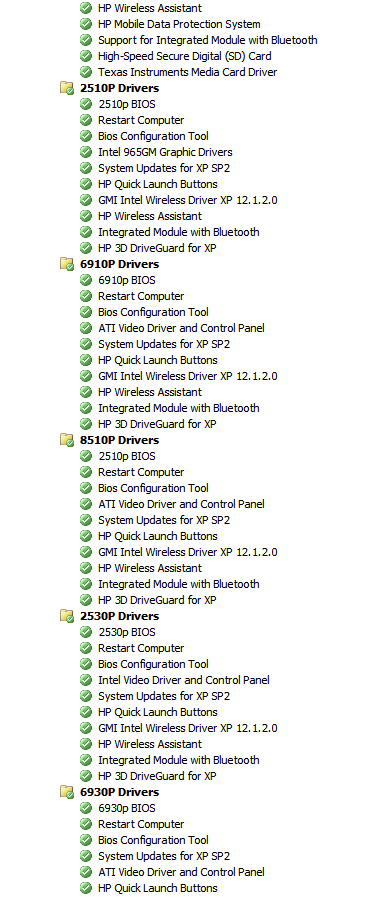 HP Wireless Assistant
HP Mobile Data Protection System
Support for Integrated Module with Bluetooth
High-Speed Secure Digital (SD) Card
Texas Instruments Media Card Driver
2510P Drivers
2510p BIOS
Restart Computer
Bios Configuration Tool
Intel 965GM Graphic Drivers
System Updates for XP SP2
HP Quick Launch Buttons
GMI Intel Wireless Driver XP 12.1.2.0
HP Wireless Assistant
Integrated Module with Bluetooth
HP 3D DriveGuard for XP
6910P Drivers
6910p BIOS
Restart Computer
Bios Configuration Tool
ATI Video Driver and Control Panel
System Updates for XP SP2
HP Quick Launch Buttons
GMI Intel Wireless Driver XP 12.1.2.0
HP Wireless Assistant
Integrated Module with Bluetooth
HP 3D DriveGuard for XP
8510P Drivers
2510p BIOS
Restart Computer
Bios Configuration Tool
ATI Video Driver and Control Panel
System Updates for XP SP2
HP Quick Launch Buttons
GMI Intel Wireless Driver XP 12.1.2.0
HP Wireless Assistant
Integrated Module with Bluetooth
HP 3D DriveGuard for XP
2530P Drivers
2530p BIOS
Restart Computer
Bios Configuration Tool
Intel Video Driver and Control Panel
System Updates for XP SP2
HP Quick Launch Buttons
GMI Intel Wireless Driver XP 12.1.2.0
HP Wireless Assistant
Integrated Module with Bluetooth
HP 3D DriveGuard for XP
6930P Drivers
6930p BIOS
Restart Computer
Bios Configuration Tool
System Updates for XP SP2
ATI Video Driver and Control Panel
HP Quick Launch Buttons